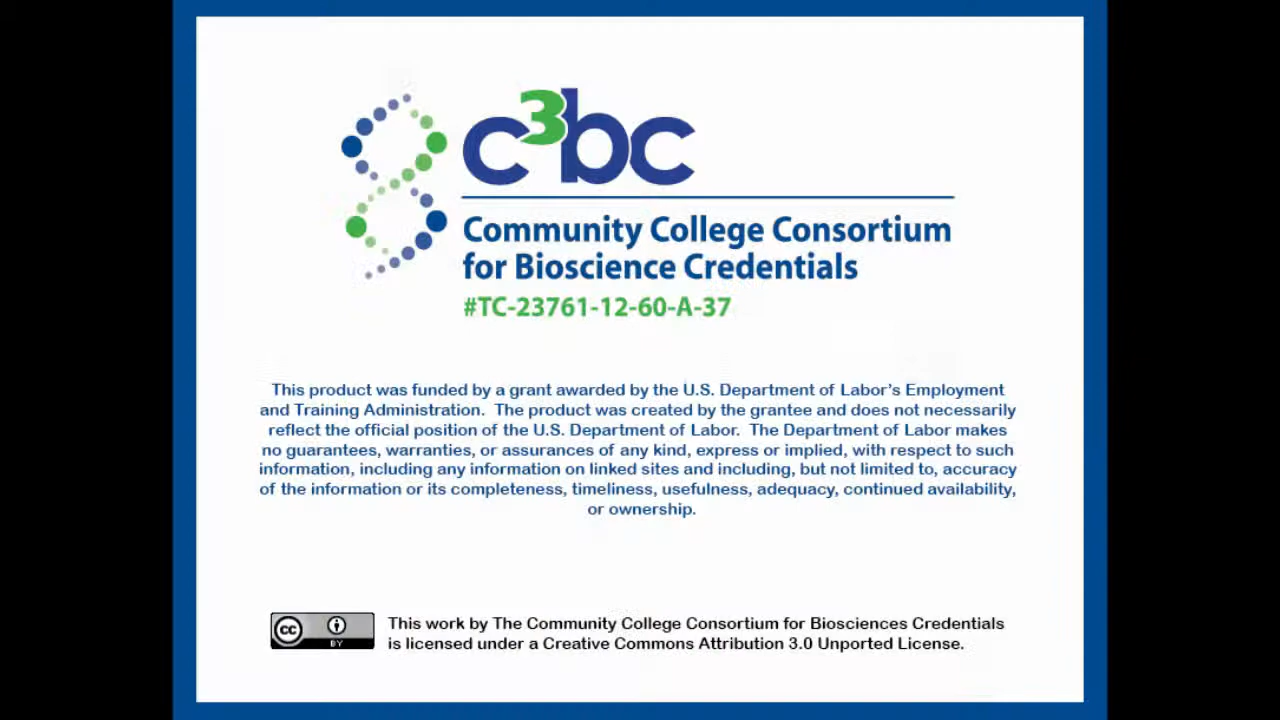 c3bc
Community College Consortium
for Bioscience Credentials
#TC-23761-12-60-A-37
This product was funded by a grant awarded by the U.S. Department of Labor’s Employment
and Training Administration.  The product was created by the grantee and does not necessarily
reflect the official position of the U.S. Department of Labor.  The Department of Labor makes
no guarantees, warranties, or assurances of any kind, express or implied, with respect to such
information, including any information on linked sites and including, but not limited to, accuracy
of the information or its completeness, timeliness, usefulness, adequacy, continued availability,
or ownership.
cc BY
This work by The Community College Consortium for Biosciences Credentials
is licensed under a Creative Commons Attribution 3.0 Unported License.